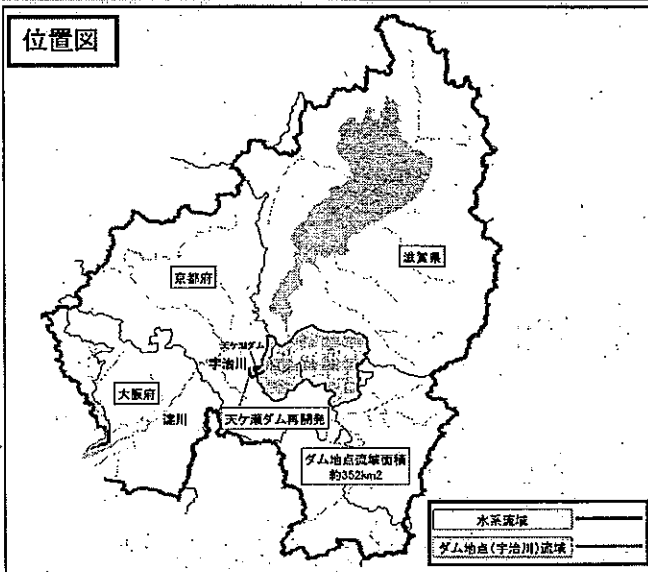 位置図
京都府
滋賀県
天ケ瀬ダム
宇治川
大阪府
淀川
天ケ瀬ダム再開発
ダム地点流域面積
約352km2
水系流域
ダム地点(宇治川)流域